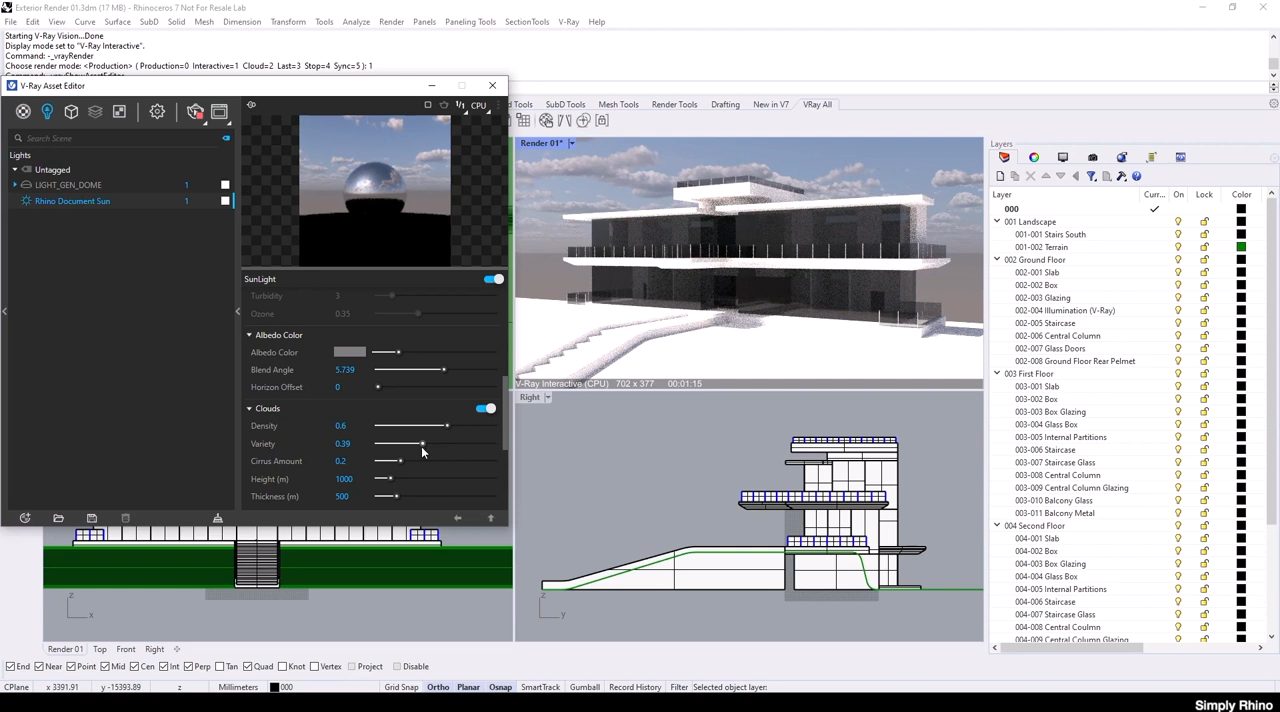 Exterior Render 01.3dm (17 MB) - Rhinoceros 7 Not For Resale Lab
File Edit View Curve Surface SubD Solid Mesh Dimension Transform Tools Analyze Render Panels Paneling Tools SectionTools V-Ray Help
Starting V-Ray Vision...Done
Display mode set to "V-Ray Interactive".
Command: -_vrayRender
Choose render mode: <Production> ( Production=0 Interactive=1 Cloud=2 Last=3 Stop=4 Sync=5 ): 1
V-Ray Asset Editor
CPU
d Tools SubD Tools Mesh Tools Render Tools Drafting New in V7 VRay All
Search Scene
Lights
Untagged
LIGHT_GEN_DOME 1
Rhino Document Sun 1
SunLight
Turbidity 3
Ozone 0.35
Albedo Color
Albedo Color
Blend Angle 5.739
Horizon Offset 0
Clouds
Density 0.6
Variety 0.39
Cirrus Amount 0.2
Height (m) 1000
Thickness (m) 500
Render 01*
V-Ray Interactive (CPU) 702 x 377 00:01:15
Right
z
x
z
y
Layers
Layer Curr... On Lock Color
000
001 Landscape
001-001 Stairs South
001-002 Terrain
002 Ground Floor
002-001 Slab
002-002 Box
002-003 Glazing
002-004 Illumination (V-Ray)
002-005 Staircase
002-006 Central Column
002-007 Glass Doors
002-008 Ground Floor Rear Pelmet
003 First Floor
003-001 Slab
003-002 Box
003-003 Box Glazing
003-004 Glass Box
003-005 Internal Partitions
003-006 Staircase
003-007 Staircase Glass
003-008 Central Column
003-009 Central Column Glazing
003-010 Balcony Glass
003-011 Balcony Metal
004 Second Floor
004-001 Slab
004-002 Box
004-003 Box Glazing
004-004 Glass Box
004-005 Internal Partitions
004-006 Staircase
004-007 Staircase Glass
004-008 Central Coulmn
004-009 Central Column Glazing
Render 01 Top Front Right
End Near Point Mid Cen Int Perp Tan Quad Knot Vertex Project Disable
CPlane x 3391.91 y -15393.89 z Millimeters 000 Grid Snap Ortho Planar Osnap SmartTrack Gumball Record History Filter Selected object layer:
Simply Rhino